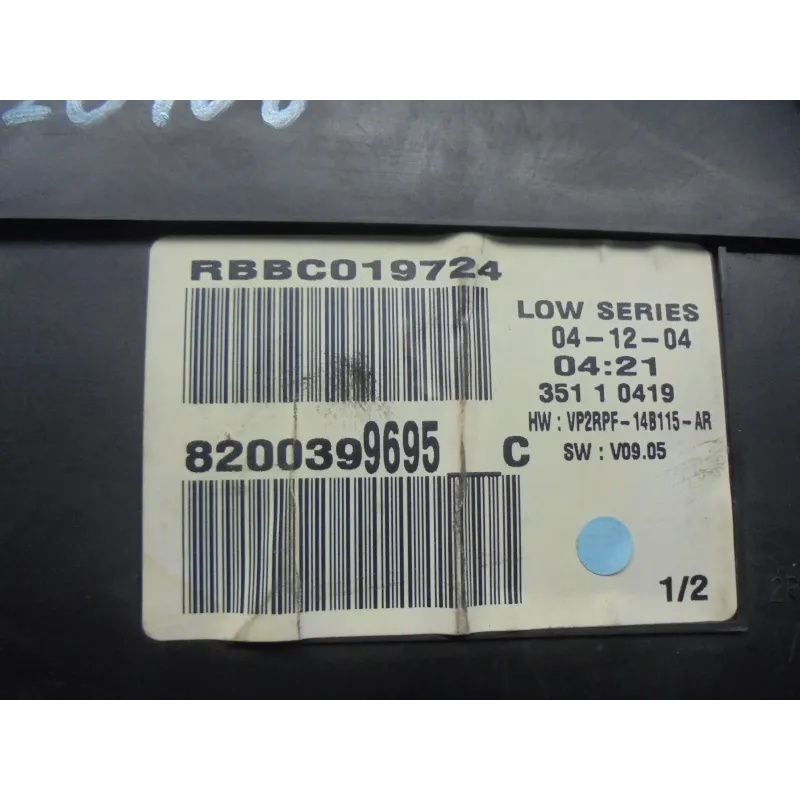 RBBC019724
LOW SERIES
04-12-04
04:21
351 1 0419
HW : VP2RPF-14B115-AR
8200399695__C
SW : V09.05
1/2